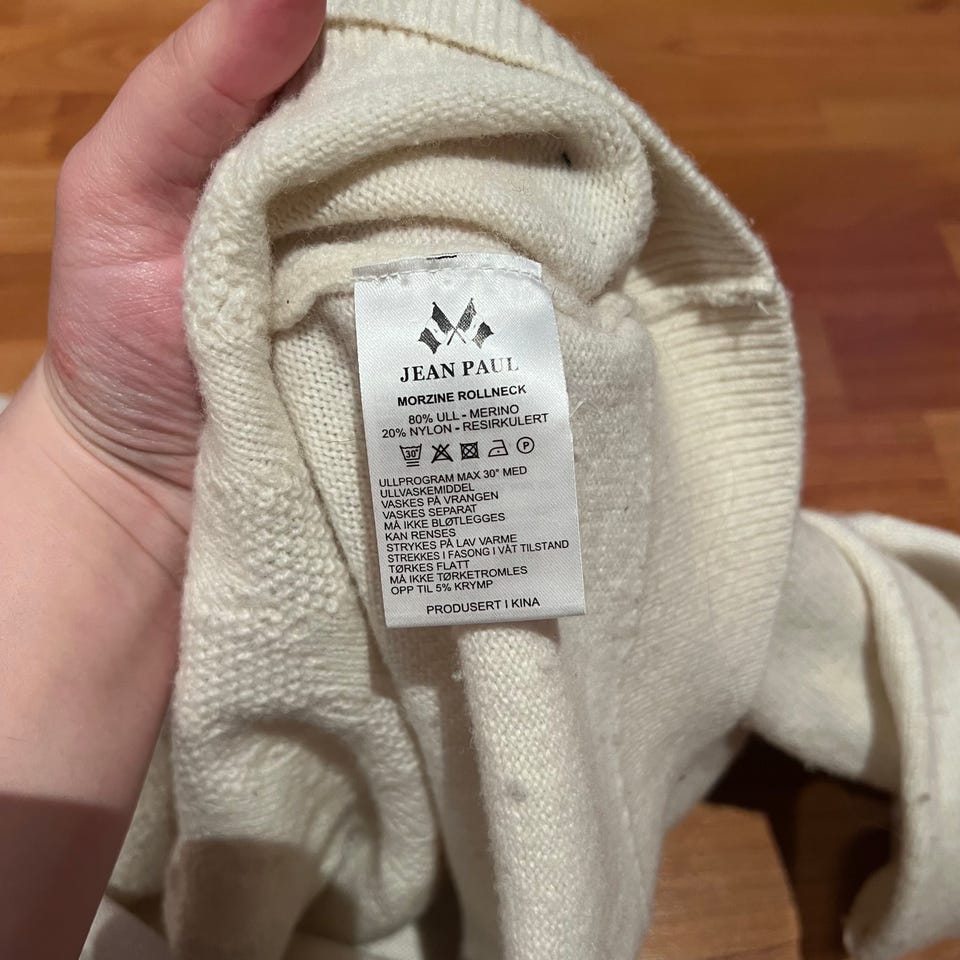 JEAN PAUL
MORZINE ROLLNECK
80% ULL - MERINO
20% NYLON - RESIRKULERT
30° P
ULLPROGRAM MAX 30° MED
ULLVASKEMIDDEL
VASKES PÅ VRANGEN
VASKES SEPARAT
MÅ IKKE BLØTLEGGES
KAN RENSES
STRYKES PÅ LAV VARME
STREKKES I FASONG I VÅT TILSTAND
TØRKES FLATT
MÅ IKKE TØRKETROMLES
OPP TIL 5% KRYMP
PRODUSERT I KINA